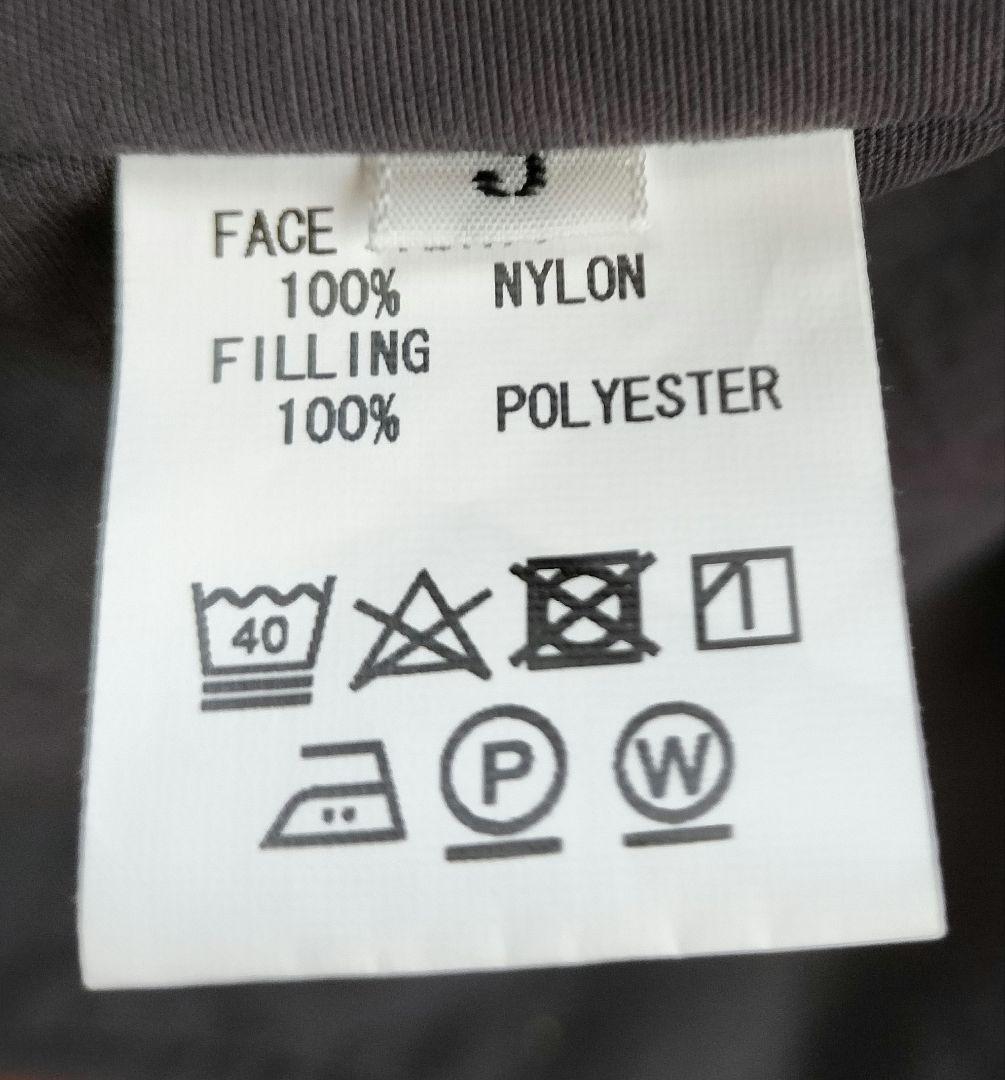 FACE
100% NYLON
FILLING
100% POLYESTER
40
P W